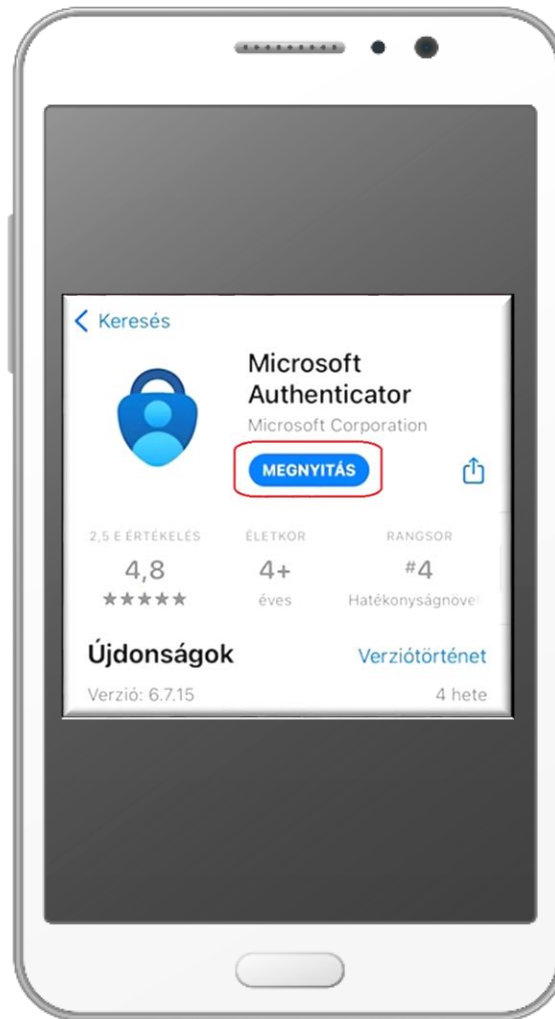 Keresés
Microsoft
Authenticator
Microsoft Corporation
MEGNYITÁS
2,5 E ÉRTÉKELÉS ÉLETKOR RANGSOR
4,8 4+ #4
★★★★★ éves Hatékonyságnövel
Újdonságok Verziótörténet
Verzió: 6.7.15 4 hete